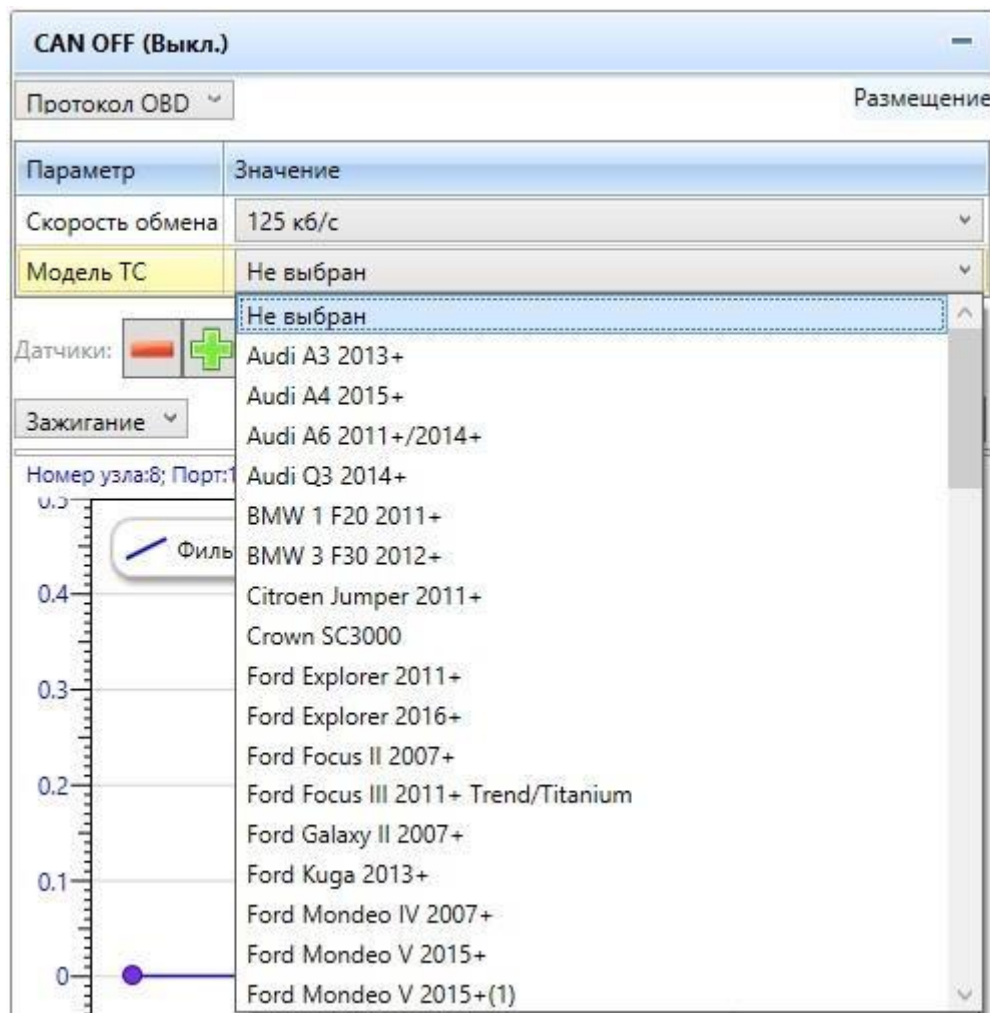 CAN OFF (Выкл.)
Протокол OBD
Размещение
Параметр Значение
Скорость обмена 125 кб/с
Модель ТС Не выбран
Не выбран
Датчики:
Audi A3 2013+
Audi A4 2015+
Зажигание
Audi A6 2011+/2014+
Номер узла:8; Порт:1
Audi Q3 2014+
0.5
BMW 1 F20 2011+
Филь
BMW 3 F30 2012+
0.4
Citroen Jumper 2011+
Crown SC3000
0.3
Ford Explorer 2011+
Ford Explorer 2016+
Ford Focus II 2007+
0.2
Ford Focus III 2011+ Trend/Titanium
Ford Galaxy II 2007+
0.1
Ford Kuga 2013+
Ford Mondeo IV 2007+
Ford Mondeo V 2015+
0
Ford Mondeo V 2015+(1)